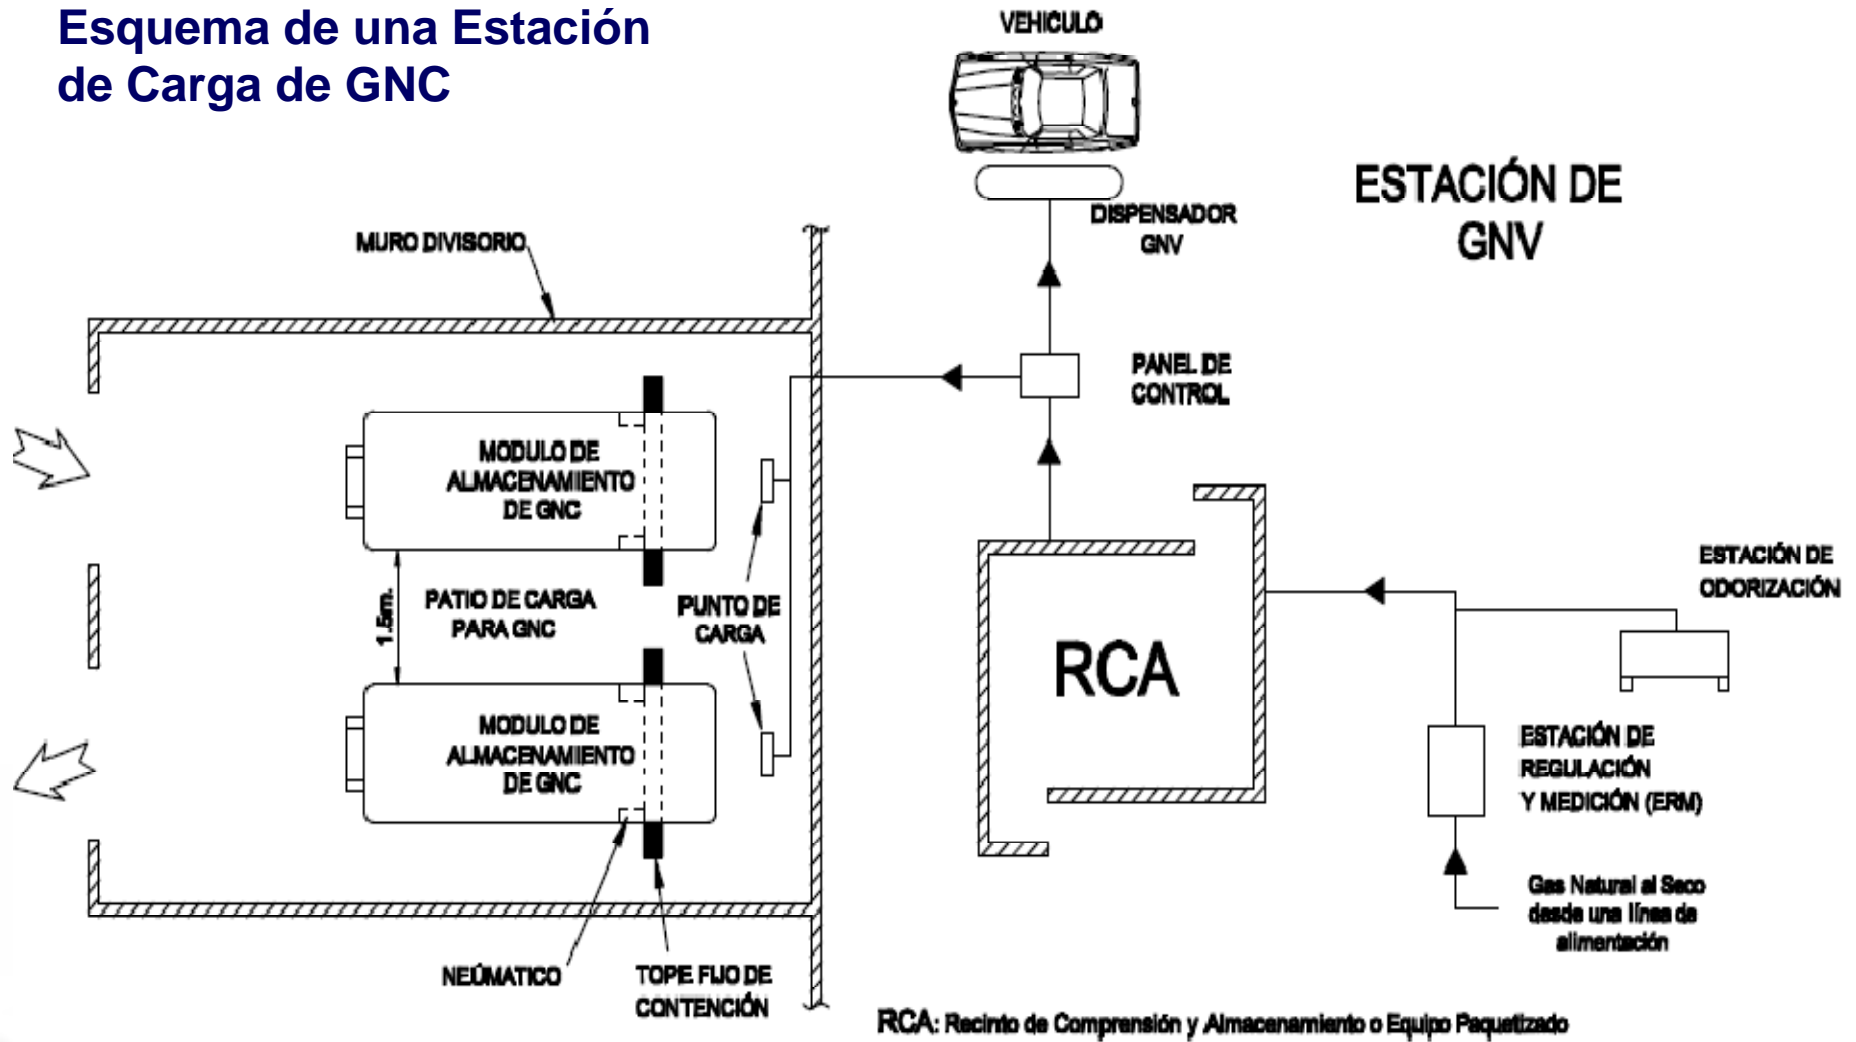 Esquema de una Estación
de Carga de GNC
VEHICULO
ESTACIÓN DE
GNV
DISPENSADOR
GNV
MURO DIVISORIO
PANEL DE
CONTROL
MODULO DE
ALMACENAMIENTO
DE GNC
1.5m.
PATIO DE CARGA
PARA GNC
PUNTO DE
CARGA
RCA
ESTACIÓN DE
ODORIZACIÓN
MODULO DE
ALMACENAMIENTO
DE GNC
ESTACIÓN DE
REGULACIÓN
Y MEDICIÓN (ERM)
Gas Natural al Seco
desde una línea de
alimentación
NEÚMATICO
TOPE FIJO DE
CONTENCIÓN
RCA: Recinto de Comprensión y Almacenamiento o Equipo Paquetizado